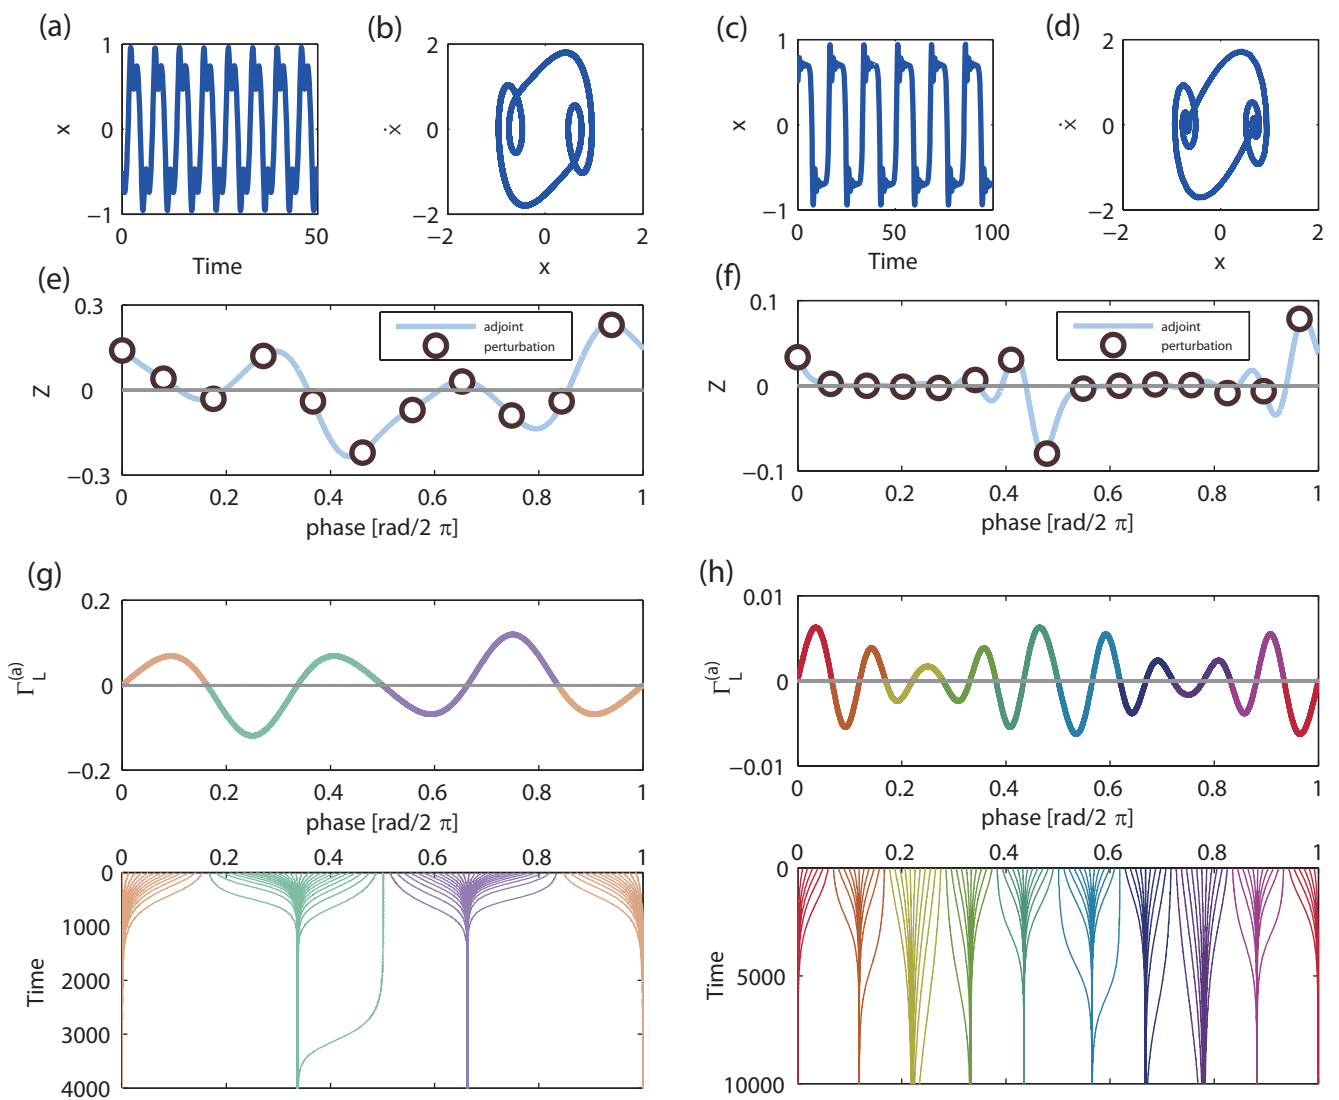 (a)
x
1
0
−1
0
50
Time
(b)
ẋ
2
0
−2
−2
0
2
x
(c)
x
1
0
−1
0
50
100
Time
(d)
ẋ
2
0
−2
−2
0
2
x
(e)
Z
0.3
0
−0.3
adjoint
perturbation
0
0.2
0.4
0.6
0.8
1
phase [rad/2 π]
(f)
Z
0.1
0
−0.1
adjoint
perturbation
0
0.2
0.4
0.6
0.8
1
phase [rad/2 π]
(g)
Γ_L^(a)
0.2
0
−0.2
0
0.2
0.4
0.6
0.8
1
phase [rad/2 π]
0
0.2
0.4
0.6
0.8
1
Time
0
1000
2000
3000
4000
(h)
Γ_L^(a)
0.01
0
−0.01
0
0.2
0.4
0.6
0.8
1
phase [rad/2 π]
0
0.2
0.4
0.6
0.8
1
Time
0
5000
10000